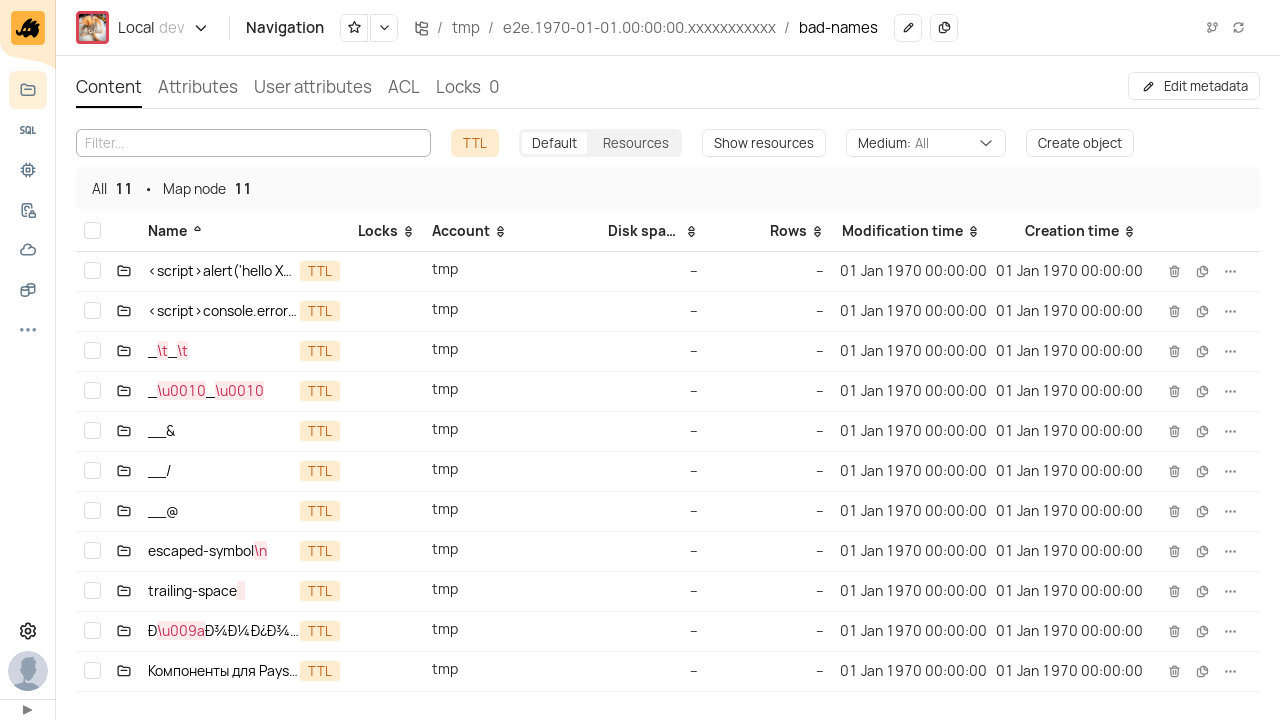 Local dev Navigation / tmp / e2e.1970-01-01.00:00:00.xxxxxxxxxxx / bad-names
Content Attributes User attributes ACL Locks 0 Edit metadata
Filter... TTL Default Resources Show resources Medium: All Create object
SQL
All 11 • Map node 11
Name Locks Account Disk spa... Rows Modification time Creation time
<script>alert('hello X... TTL tmp – – 01 Jan 1970 00:00:00 01 Jan 1970 00:00:00
<script>console.error... TTL tmp – – 01 Jan 1970 00:00:00 01 Jan 1970 00:00:00
_\t_\t TTL tmp – – 01 Jan 1970 00:00:00 01 Jan 1970 00:00:00
_\u0010_\u0010 TTL tmp – – 01 Jan 1970 00:00:00 01 Jan 1970 00:00:00
__& TTL tmp – – 01 Jan 1970 00:00:00 01 Jan 1970 00:00:00
__/ TTL tmp – – 01 Jan 1970 00:00:00 01 Jan 1970 00:00:00
__@ TTL tmp – – 01 Jan 1970 00:00:00 01 Jan 1970 00:00:00
escaped-symbol\n TTL tmp – – 01 Jan 1970 00:00:00 01 Jan 1970 00:00:00
trailing-space TTL tmp – – 01 Jan 1970 00:00:00 01 Jan 1970 00:00:00
Ð\u009aÐ¾Ð¼Ð¿Ð¾... TTL tmp – – 01 Jan 1970 00:00:00 01 Jan 1970 00:00:00
Компоненты для Pays... TTL tmp – – 01 Jan 1970 00:00:00 01 Jan 1970 00:00:00